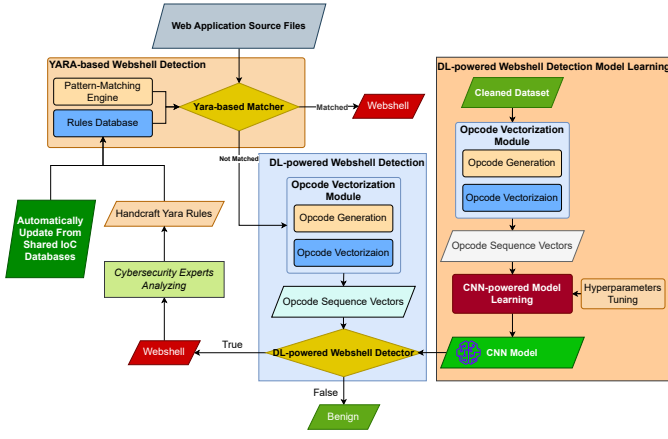 Web Application Source Files
YARA-based Webshell Detection
Pattern-Matching
Engine
Rules Database
Yara-based Matcher
Matched
Webshell
Not Matched
Automatically
Update From
Shared IoC
Databases
Handcraft Yara Rules
Cybersecurity Experts
Analyzing
Webshell
True
DL-powered Webshell Detection
Opcode Vectorization
Module
Opcode Generation
Opcode Vectorizaion
Opcode Sequence Vectors
DL-powered Webshell Detector
False
Benign
DL-powered Webshell Detection Model Learning
Cleaned Dataset
Opcode Vectorization
Module
Opcode Generation
Opcode Vectorizaion
Opcode Sequence Vectors
CNN-powered Model
Learning
Hyperparameters
Tuning
CNN Model